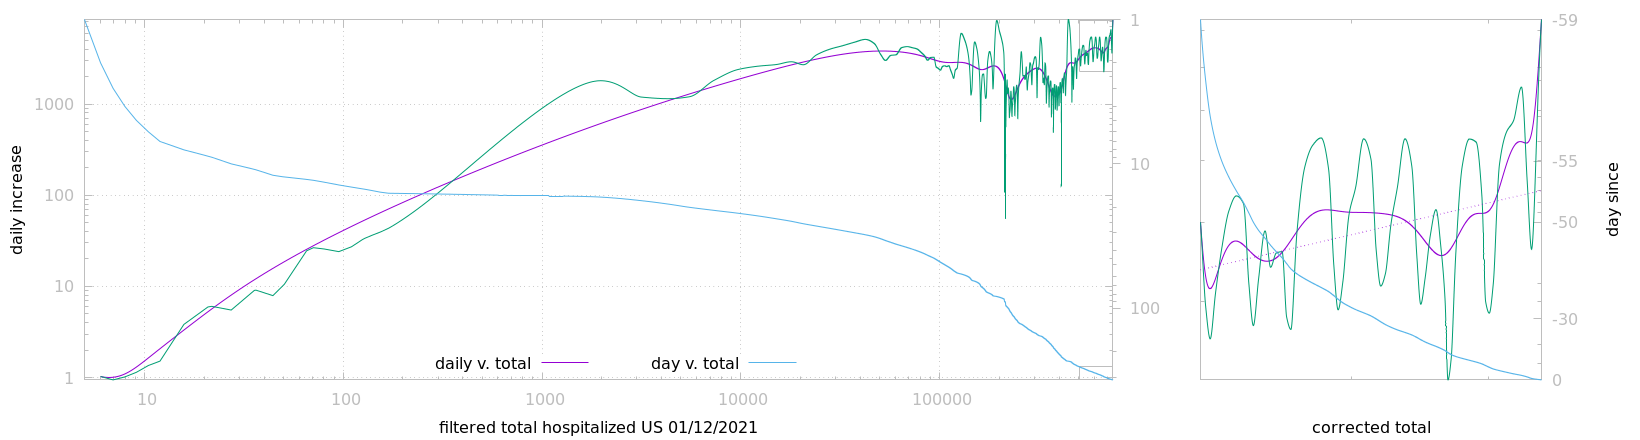 1000
100
10
1
daily increase
10
100
1000
10000
100000
filtered total hospitalized US 01/12/2021
daily v. total
day v. total
1
10
100
-59
-55
-50
-30
0
day since
corrected total